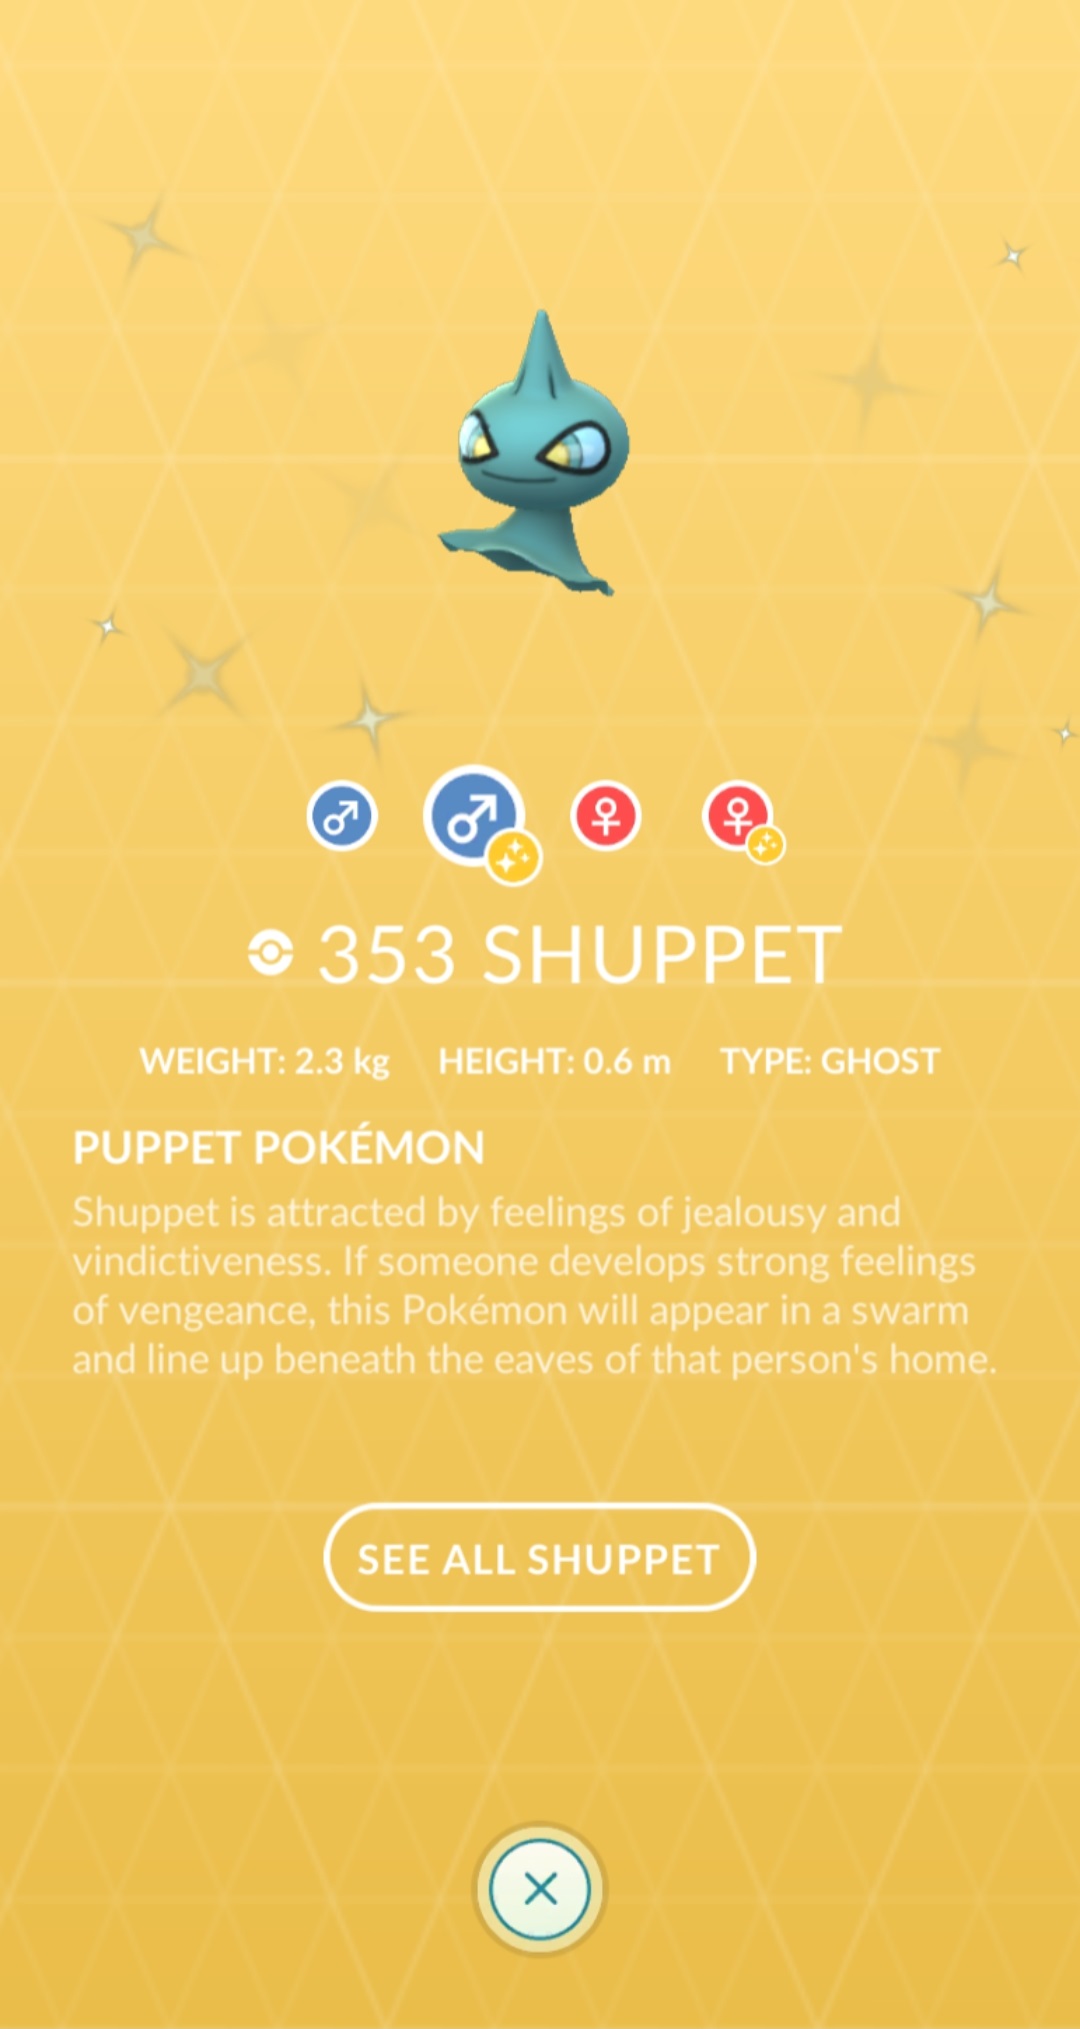 353 SHUPPET
WEIGHT: 2.3 kg HEIGHT: 0.6 m TYPE: GHOST
PUPPET POKÉMON
Shuppet is attracted by feelings of jealousy and
vindictiveness. If someone develops strong feelings
of vengeance, this Pokémon will appear in a swarm
and line up beneath the eaves of that person's home.
SEE ALL SHUPPET